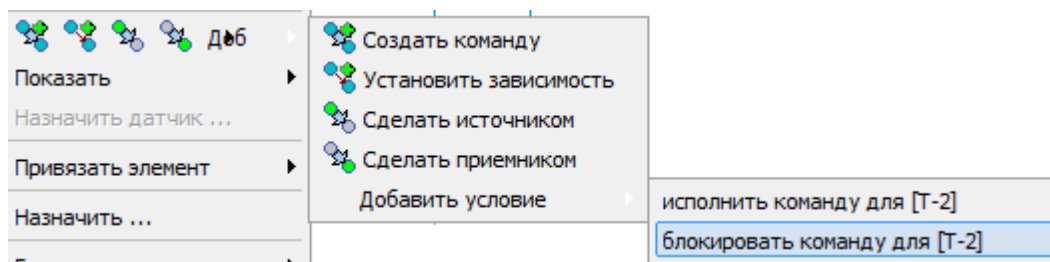 Доб
Показать
Назначить датчик ...
Привязать элемент
Назначить ...
Создать команду
Установить зависимость
Сделать источником
Сделать приемником
Добавить условие
исполнить команду для [Т-2]
блокировать команду для [Т-2]